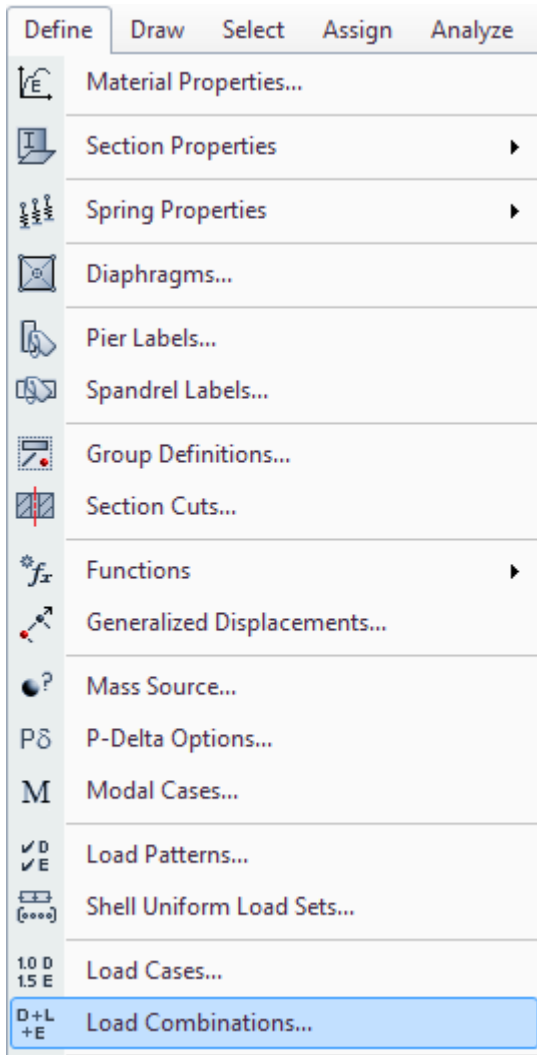 Define Draw Select Assign Analyze
E Material Properties...
I Section Properties
Spring Properties
Diaphragms...
Pier Labels...
Spandrel Labels...
Group Definitions...
Section Cuts...
fx Functions
Generalized Displacements...
? Mass Source...
Pδ P-Delta Options...
M Modal Cases...
✔D
✔E
Load Patterns...
Shell Uniform Load Sets...
1.0 D
1.5 E
Load Cases...
D+L
+E
Load Combinations...